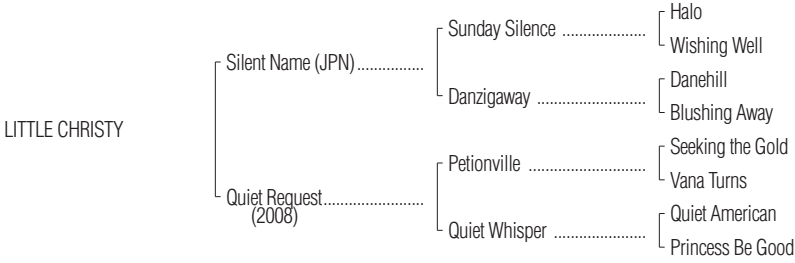 Halo
Sunday Silence ......................
Wishing Well
Silent Name (JPN).................
Danehill
Danzigaway ............................
Blushing Away
LITTLE CHRISTY
Seeking the Gold
Petionville ..............................
Vana Turns
Quiet Request..........................
(2008)
Quiet American
Quiet Whisper ........................
Princess Be Good